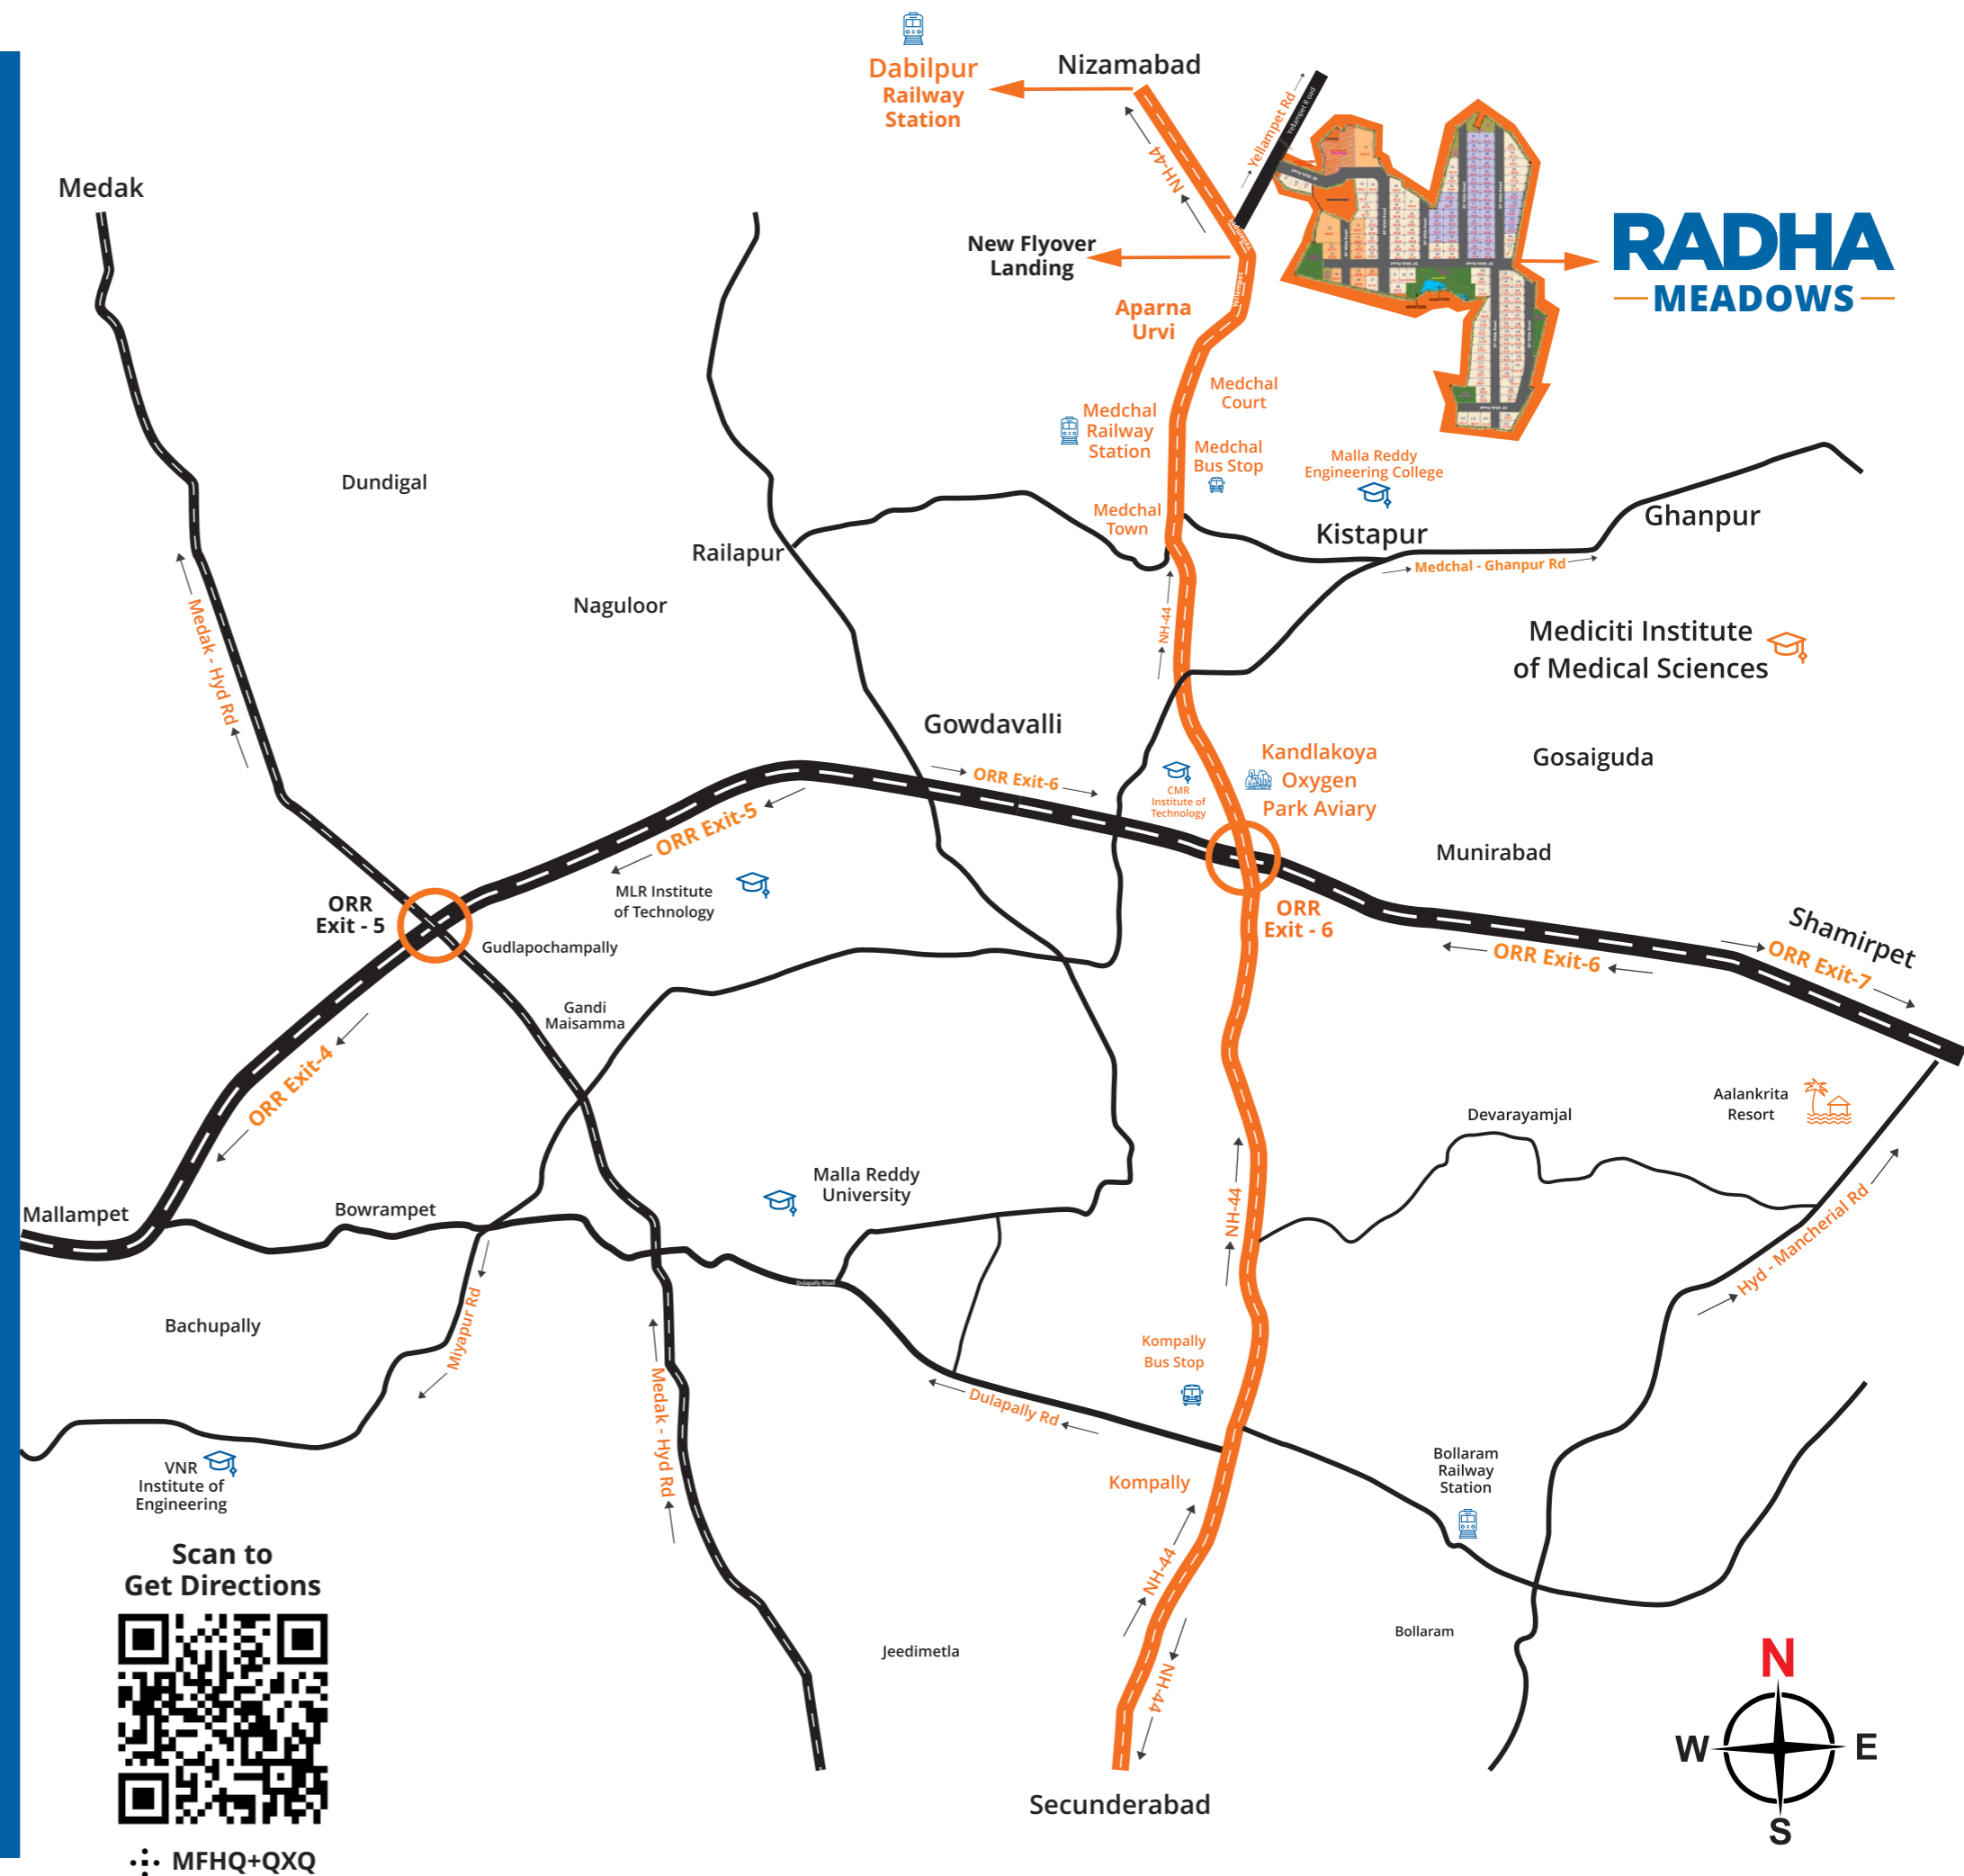 Dabilpur
Railway
Station
Nizamabad
Yellampet Rd
Yellampet Road
NH-44
Medak
New Flyover
Landing
Yellampet
Yellampet
RADHA
MEADOWS
Aparna
Urvi
Medchal
Court
Medchal
Railway
Station
Medchal
Bus Stop
Malla Reddy
Engineering College
Dundigal
Medchal
Town
Kistapur
Ghanpur
Railapur
Medchal - Ghanpur Rd
Naguloor
NH-44
Medak - Hyd Rd
Mediciti Institute
of Medical Sciences
Gowdavalli
Kandlakoya
Oxygen
Park Aviary
Gosaiguda
ORR Exit-6
CMR
Institute of
Technology
ORR Exit-5
Munirabad
MLR Institute
of Technology
ORR
Exit - 5
ORR
Exit - 6
Shamirpet
ORR Exit-6
ORR Exit-7
Gudlapochampally
Gandi
Maisamma
ORR Exit-4
Aalankrita
Resort
Devarayamjal
Malla Reddy
University
Mallampet
Bowrampet
NH-44
Hyd - Mancherial Rd
Dulapally Road
Bachupally
Miyapur Rd
Kompally
Bus Stop
Medak - Hyd Rd
Dulapally Rd
VNR
Institute of
Engineering
Kompally
Bollaram
Railway
Station
Scan to
Get Directions
NH-44
Jeedimetla
Bollaram
NH-44
N
W
E
S
Secunderabad
MFHQ+QXQ